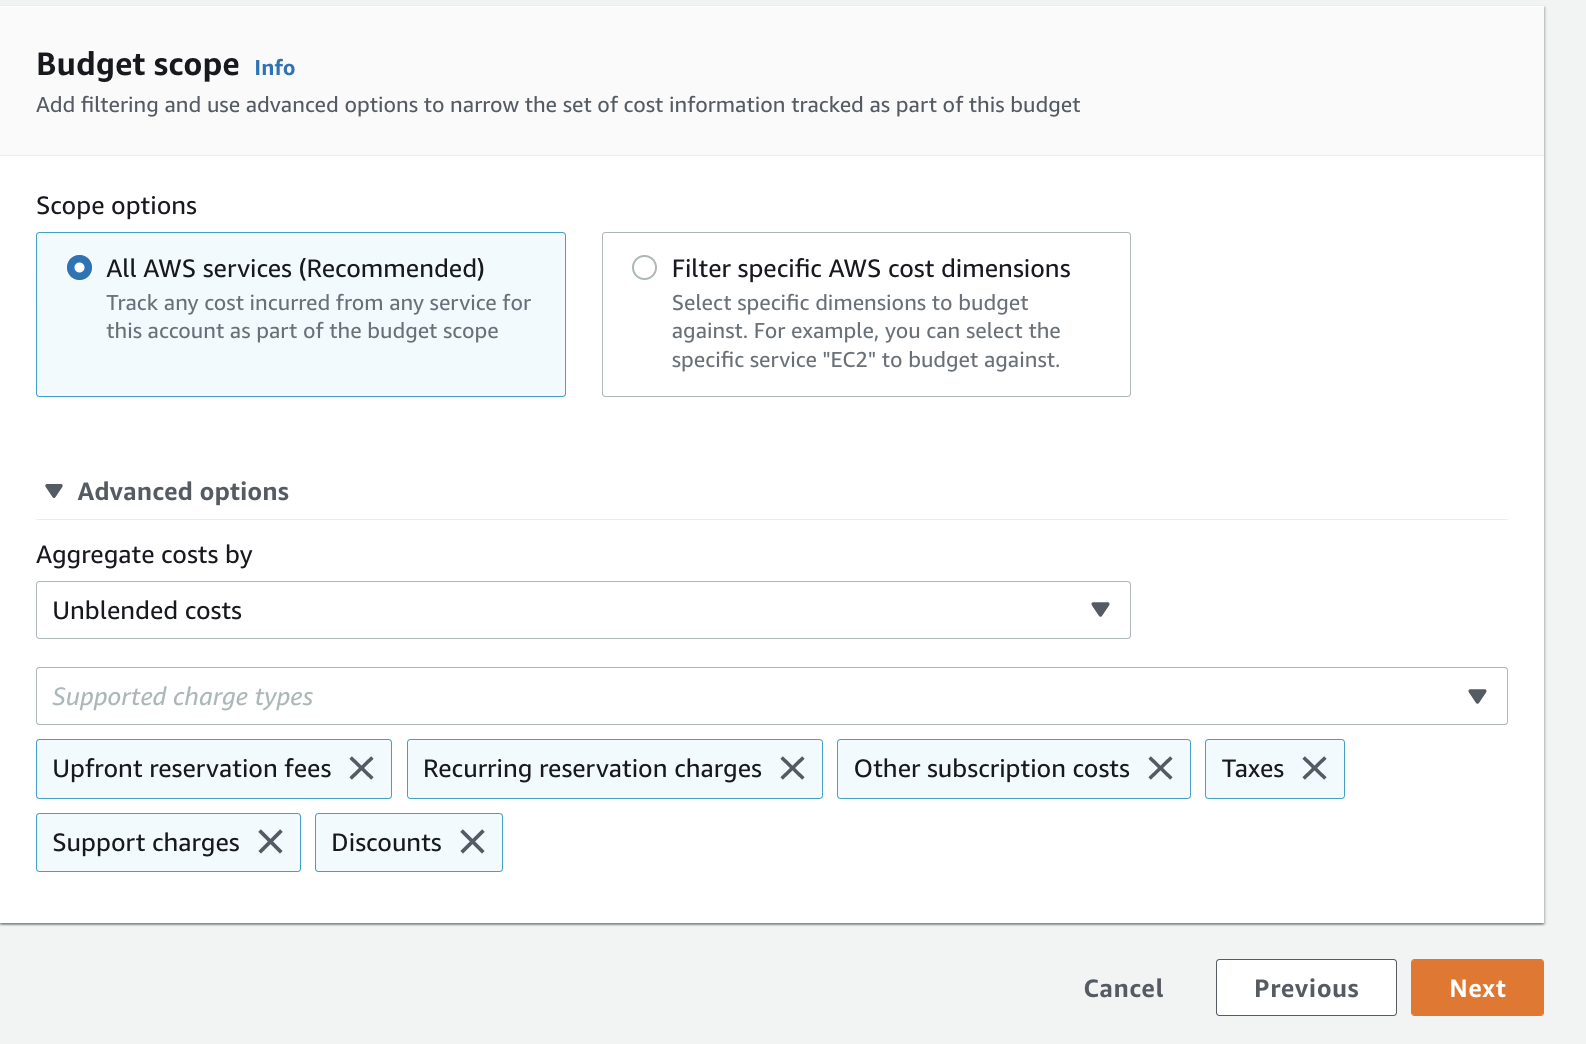 Budget scope Info
Add filtering and use advanced options to narrow the set of cost information tracked as part of this budget
Scope options
All AWS services (Recommended)
Track any cost incurred from any service for
this account as part of the budget scope
Filter specific AWS cost dimensions
Select specific dimensions to budget
against. For example, you can select the
specific service "EC2" to budget against.
Advanced options
Aggregate costs by
Unblended costs
Supported charge types
Upfront reservation fees
Recurring reservation charges
Other subscription costs
Taxes
Support charges
Discounts
Cancel
Previous
Next